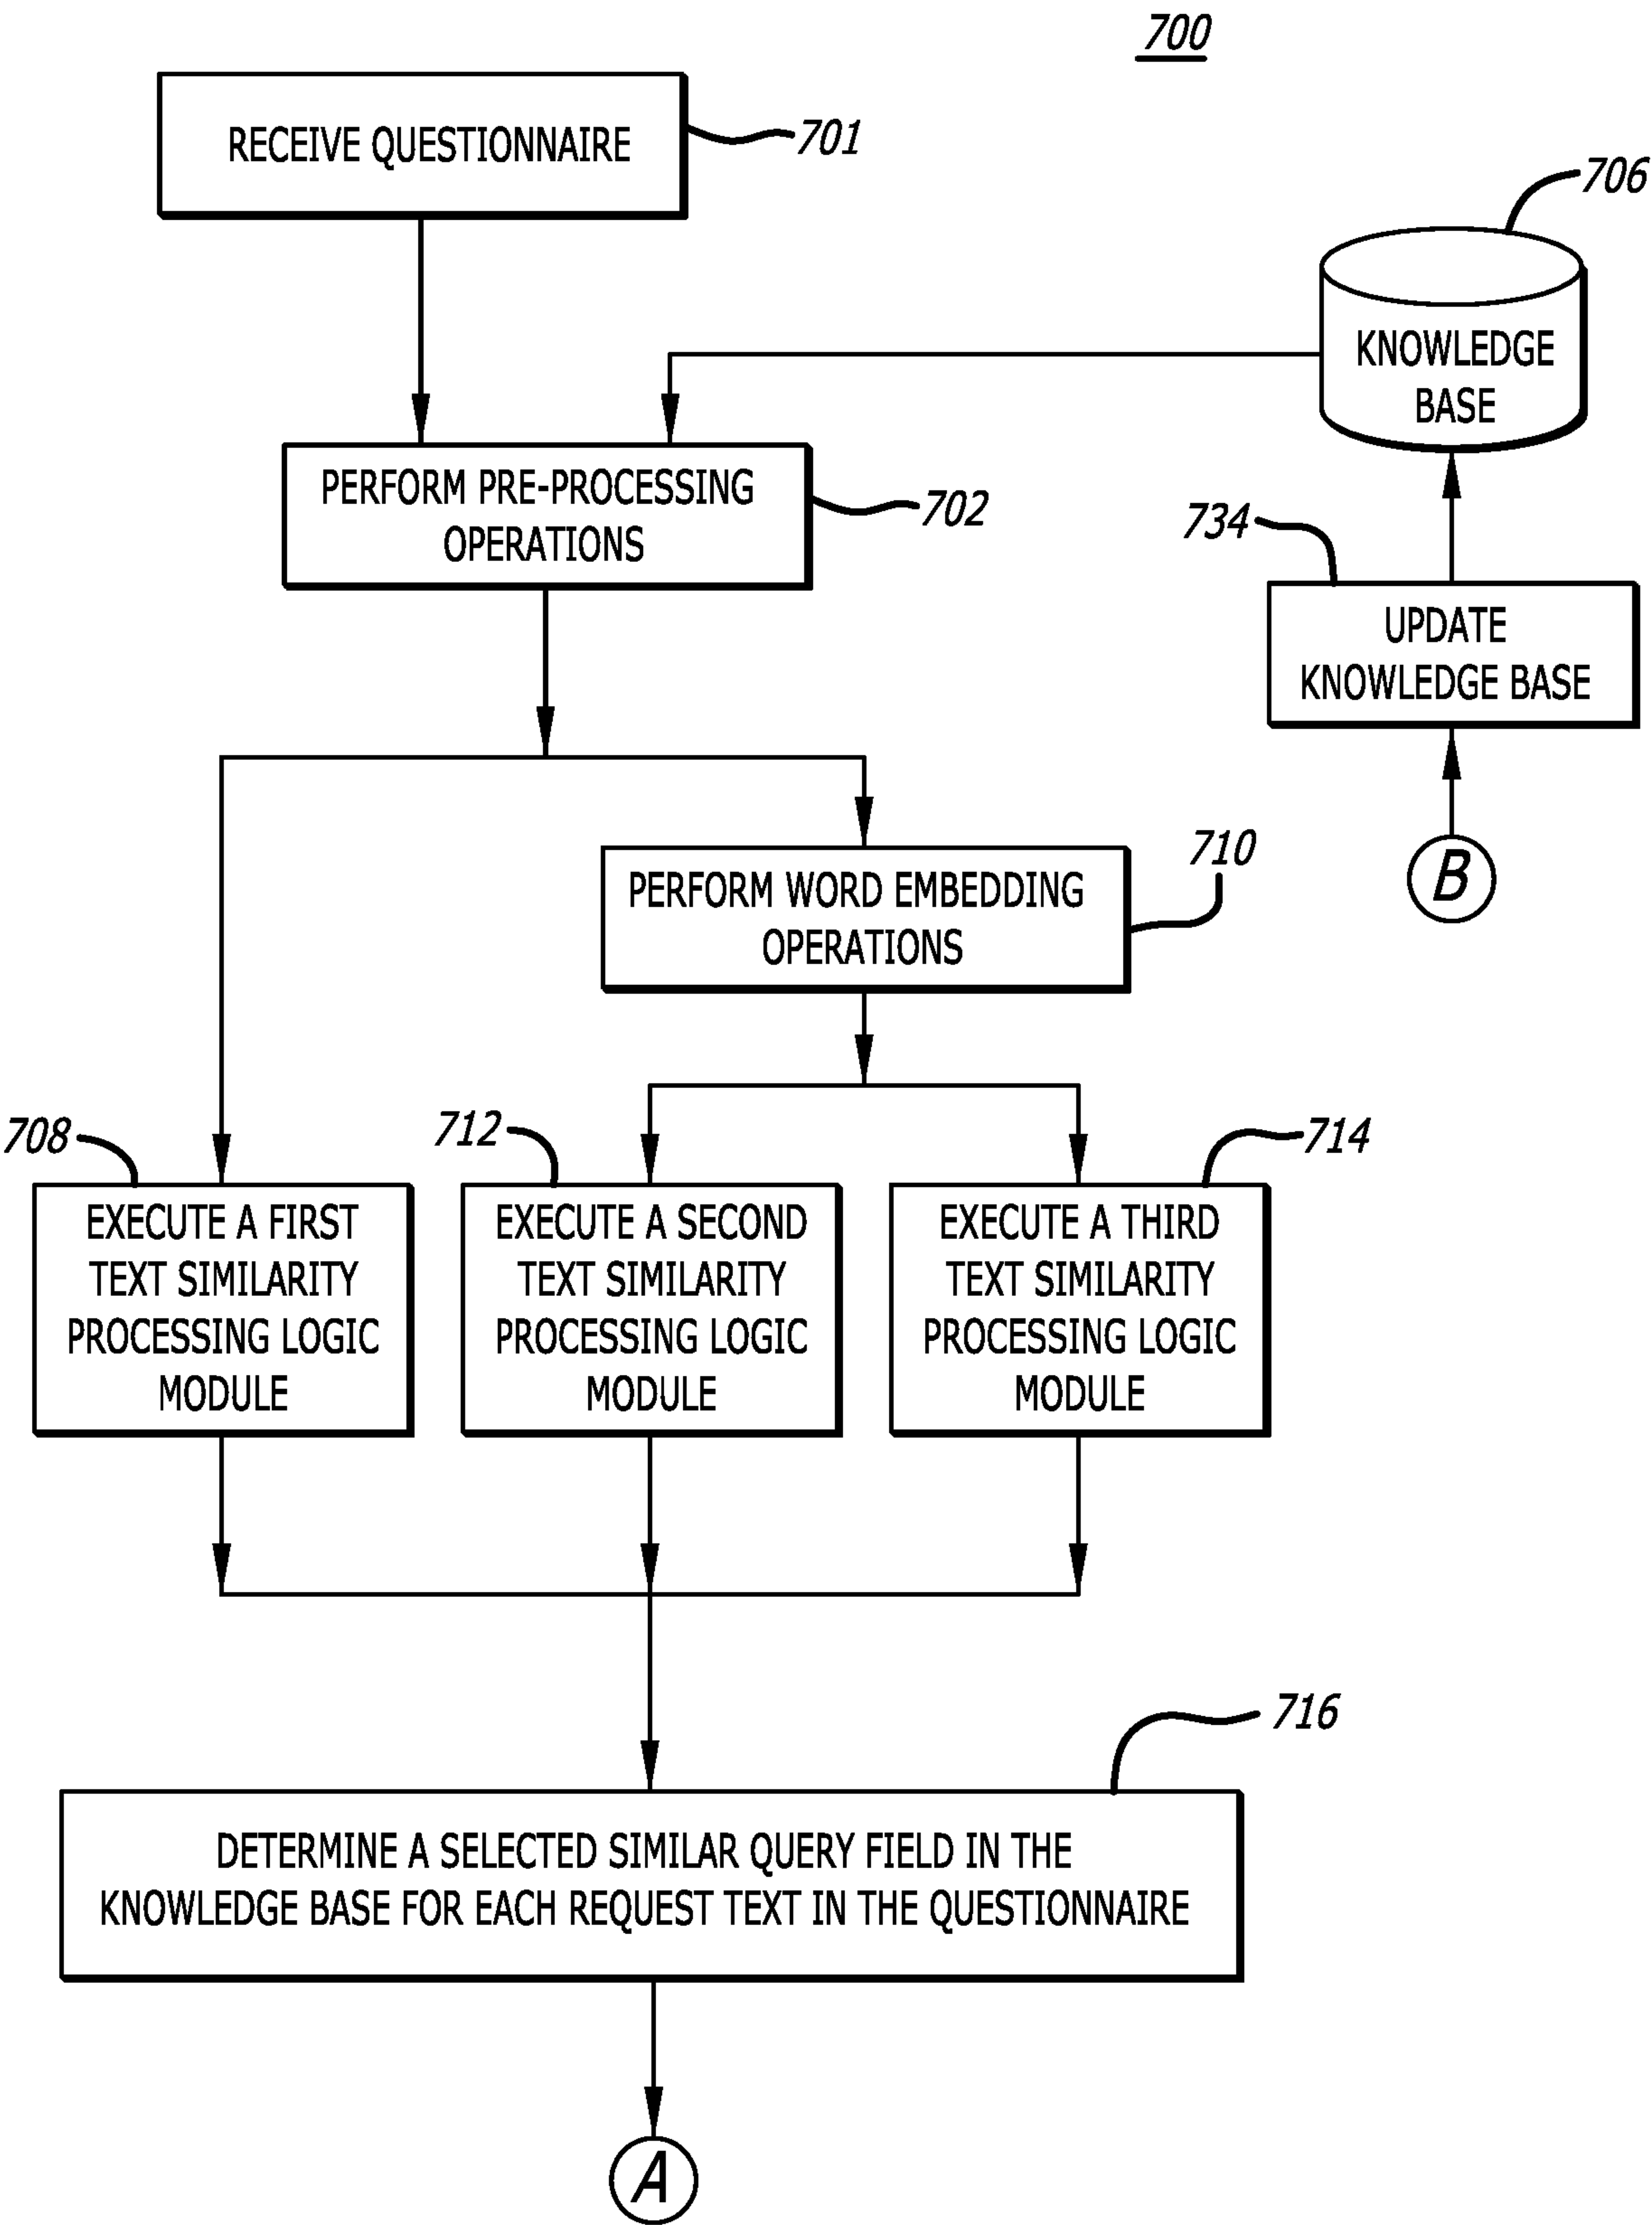 700
RECEIVE QUESTIONNAIRE
701
706
KNOWLEDGE
BASE
PERFORM PRE-PROCESSING
OPERATIONS
702
734
UPDATE
KNOWLEDGE BASE
B
710
PERFORM WORD EMBEDDING
OPERATIONS
708
712
714
EXECUTE A FIRST
TEXT SIMILARITY
PROCESSING LOGIC
MODULE
EXECUTE A SECOND
TEXT SIMILARITY
PROCESSING LOGIC
MODULE
EXECUTE A THIRD
TEXT SIMILARITY
PROCESSING LOGIC
MODULE
716
DETERMINE A SELECTED SIMILAR QUERY FIELD IN THE
KNOWLEDGE BASE FOR EACH REQUEST TEXT IN THE QUESTIONNAIRE
A